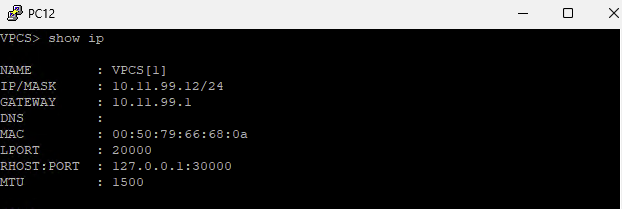 PC12
VPCS> show ip
NAME        : VPCS[1]
IP/MASK     : 10.11.99.12/24
GATEWAY     : 10.11.99.1
DNS         :
MAC         : 00:50:79:66:68:0a
LPORT       : 20000
RHOST:PORT  : 127.0.0.1:30000
MTU         : 1500